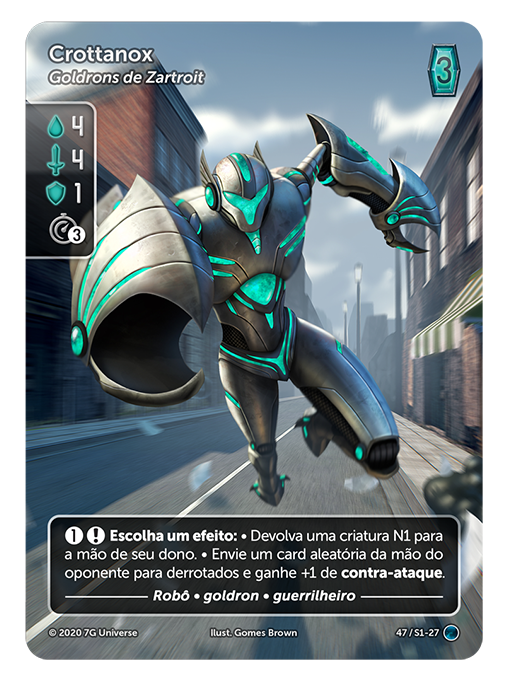 Crottanox
Goldrons de Zartroit
3
4
4
1
3
1 ! Escolha um efeito: • Devolva uma criatura N1 para
a mão de seu dono. • Envie um card aleatória da mão do
oponente para derrotados e ganhe +1 de contra-ataque.
Robô • goldron • guerrilheiro
© 2020 7G Universe Ilust. Gomes Brown 47 / S1-27